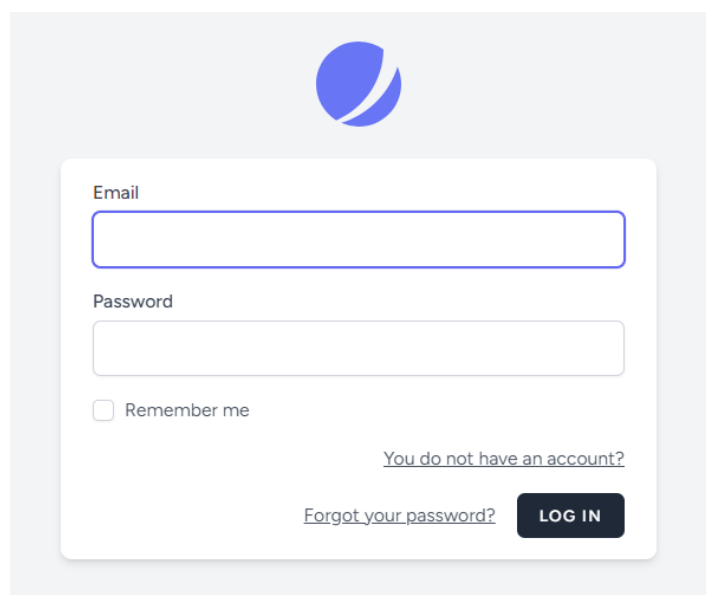 Email
Password
Remember me
You do not have an account?
Forgot your password? LOG IN